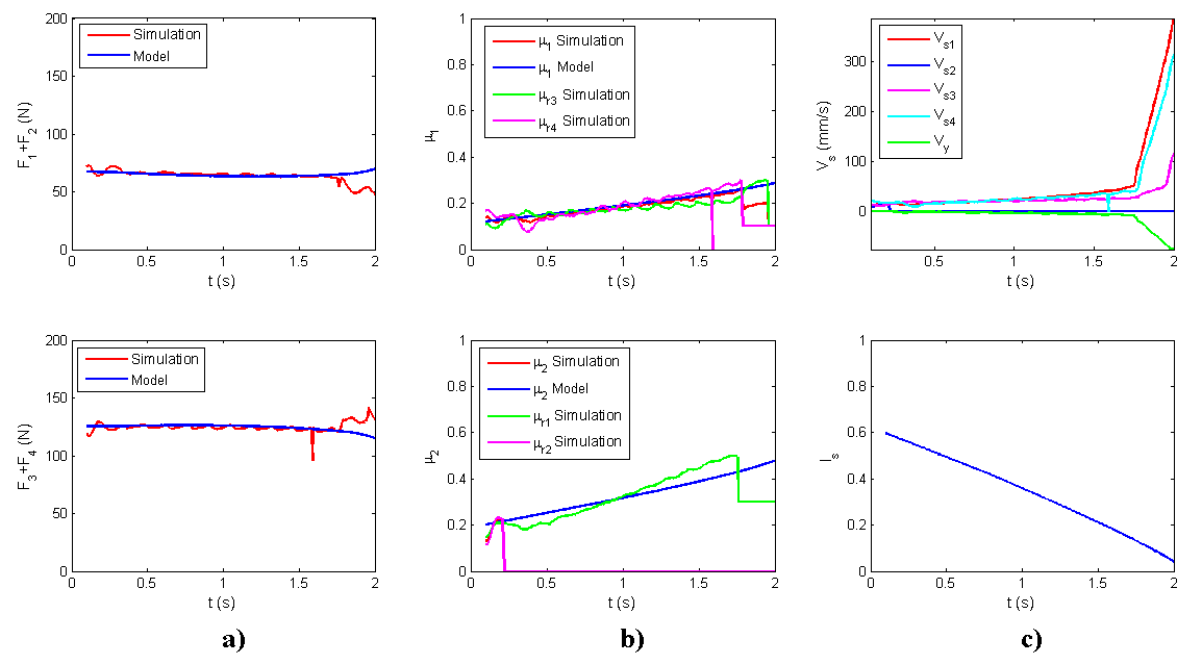 200
150
100
50
0
F1+F2 (N)
Simulation
Model
0 0.5 1 1.5 2
t (s)
1
0.8
0.6
0.4
0.2
0
μ1
μ1 Simulation
μ1 Model
μr3 Simulation
μr4 Simulation
0 0.5 1 1.5 2
t (s)
300
200
100
0
Vs (mm/s)
Vs1
Vs2
Vs3
Vs4
Vy
0.5 1 1.5 2
t (s)
200
150
100
50
0
F3+F4 (N)
Simulation
Model
0 0.5 1 1.5 2
t (s)
1
0.8
0.6
0.4
0.2
0
μ2
μ2 Simulation
μ2 Model
μr1 Simulation
μr2 Simulation
0 0.5 1 1.5 2
t (s)
1
0.8
0.6
0.4
0.2
0
Is
0 0.5 1 1.5 2
t (s)
a) b) c)